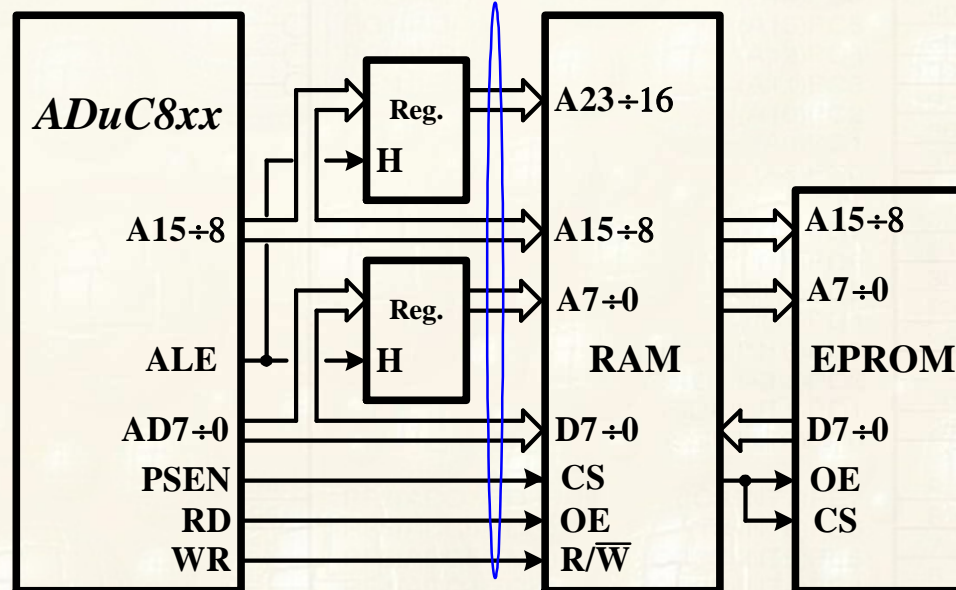 ADuC8xx
A15÷8
ALE
AD7÷0
PSEN
RD
WR
Reg.
H
Reg.
H
A23÷16
A15÷8
A7÷0
RAM
D7÷0
CS
OE
R/W̅
A15÷8
A7÷0
EPROM
D7÷0
OE
CS